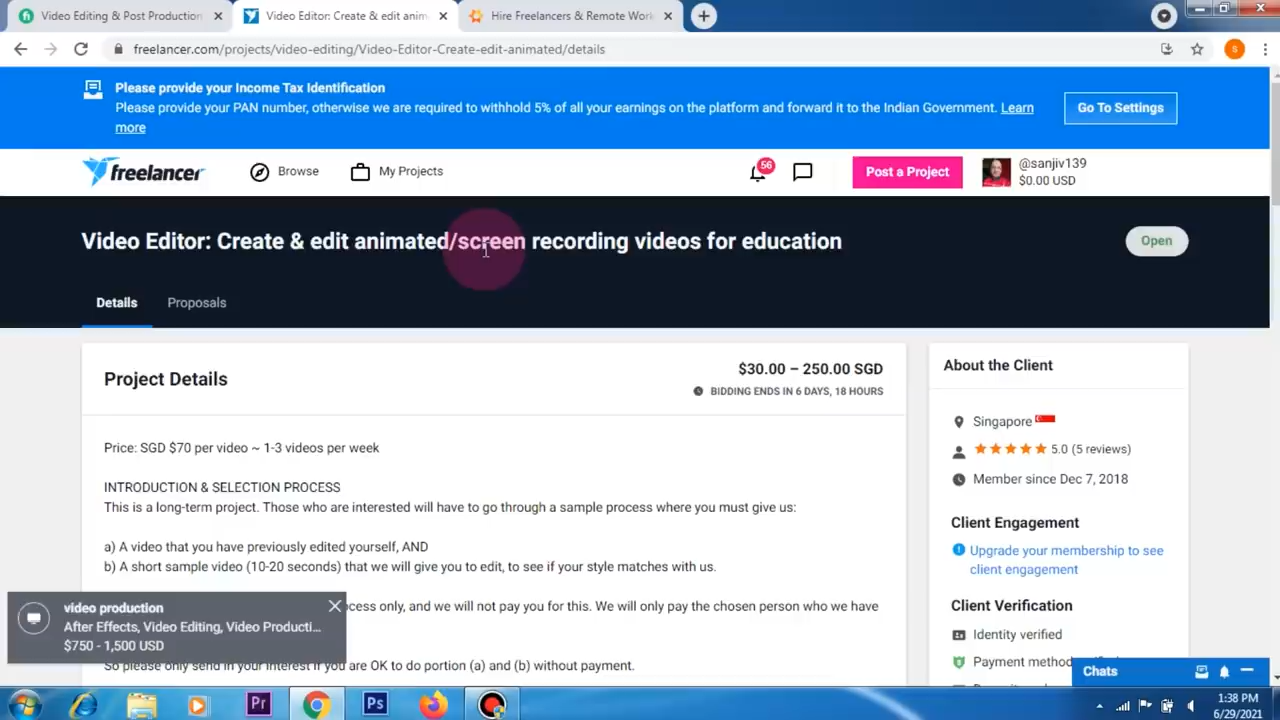 Video Editing & Post Production
Video Editor: Create & edit anim
Hire Freelancers & Remote Work
freelancer.com/projects/video-editing/Video-Editor-Create-edit-animated/details
S
Please provide your Income Tax Identification
Please provide your PAN number, otherwise we are required to withhold 5% of all your earnings on the platform and forward it to the Indian Government. Learn
more
Go To Settings
freelancer
Browse
My Projects
56
Post a Project
@sanjiv139
$0.00 USD
Video Editor: Create & edit animated/screen recording videos for education
Open
Details
Proposals
Project Details
$30.00 – 250.00 SGD
BIDDING ENDS IN 6 DAYS, 18 HOURS
Price: SGD $70 per video ~ 1-3 videos per week
INTRODUCTION & SELECTION PROCESS
This is a long-term project. Those who are interested will have to go through a sample process where you must give us:
a) A video that you have previously edited yourself, AND
b) A short sample video (10-20 seconds) that we will give you to edit, to see if your style matches with us.
cess only, and we will not pay you for this. We will only pay the chosen person who we have
So please only send in your interest if you are OK to do portion (a) and (b) without payment.
About the Client
Singapore
5.0 (5 reviews)
Member since Dec 7, 2018
Client Engagement
Upgrade your membership to see
client engagement
Client Verification
Identity verified
Payment metho
video production
After Effects, Video Editing, Video Producti...
$750 - 1,500 USD
Chats
Pr
Ps
1:38 PM
6/29/2021